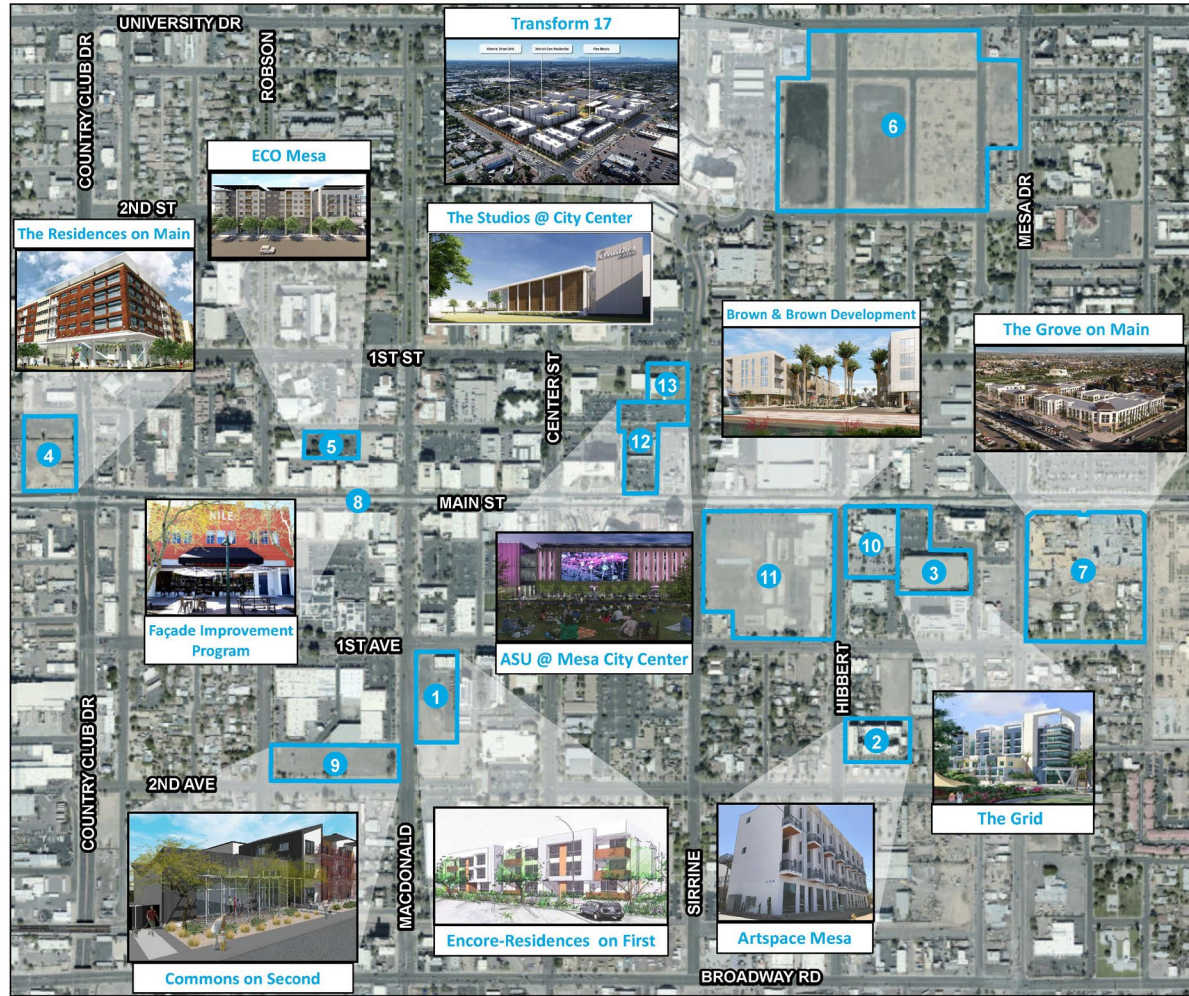 UNIVERSITY DR
COUNTRY CLUB DR
ROBSON
Transform 17
6
MESA DR
ECO Mesa
2ND ST
The Residences on Main
The Studios @ City Center
Brown & Brown Development
The Grove on Main
1ST ST
CENTER ST
13
4
5
12
8
MAIN ST
NILE
Façade Improvement
Program
ASU @ Mesa City Center
11
10
3
7
1ST AVE
1
HIBBERT
2
9
2ND AVE
COUNTRY CLUB DR
MACDONALD
SIRRINE
The Grid
Commons on Second
Encore-Residences on First
Artspace Mesa
BROADWAY RD